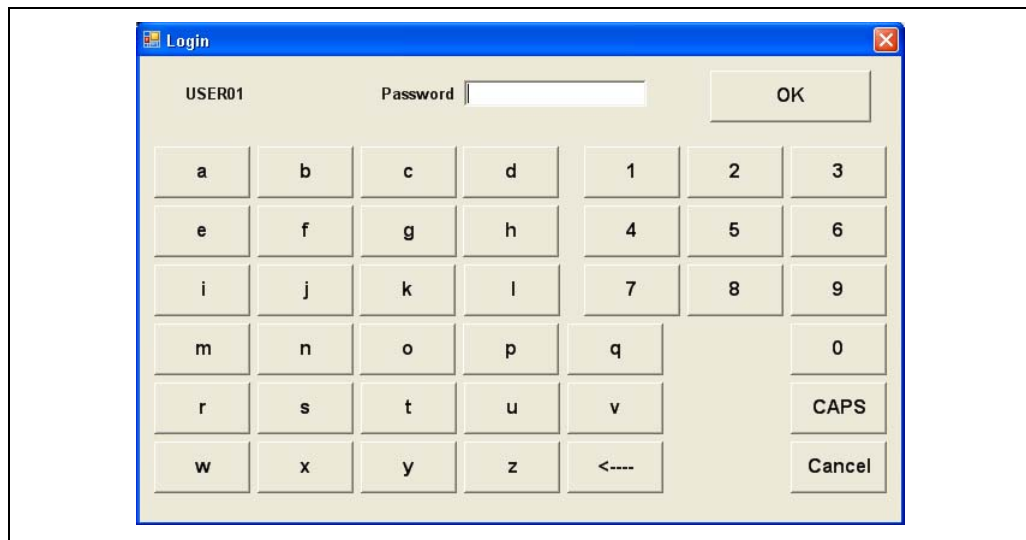 Login
USER01 Password OK
a b c d 1 2 3
e f g h 4 5 6
i j k l 7 8 9
m n o p q 0
r s t u v CAPS
w x y z <---- Cancel